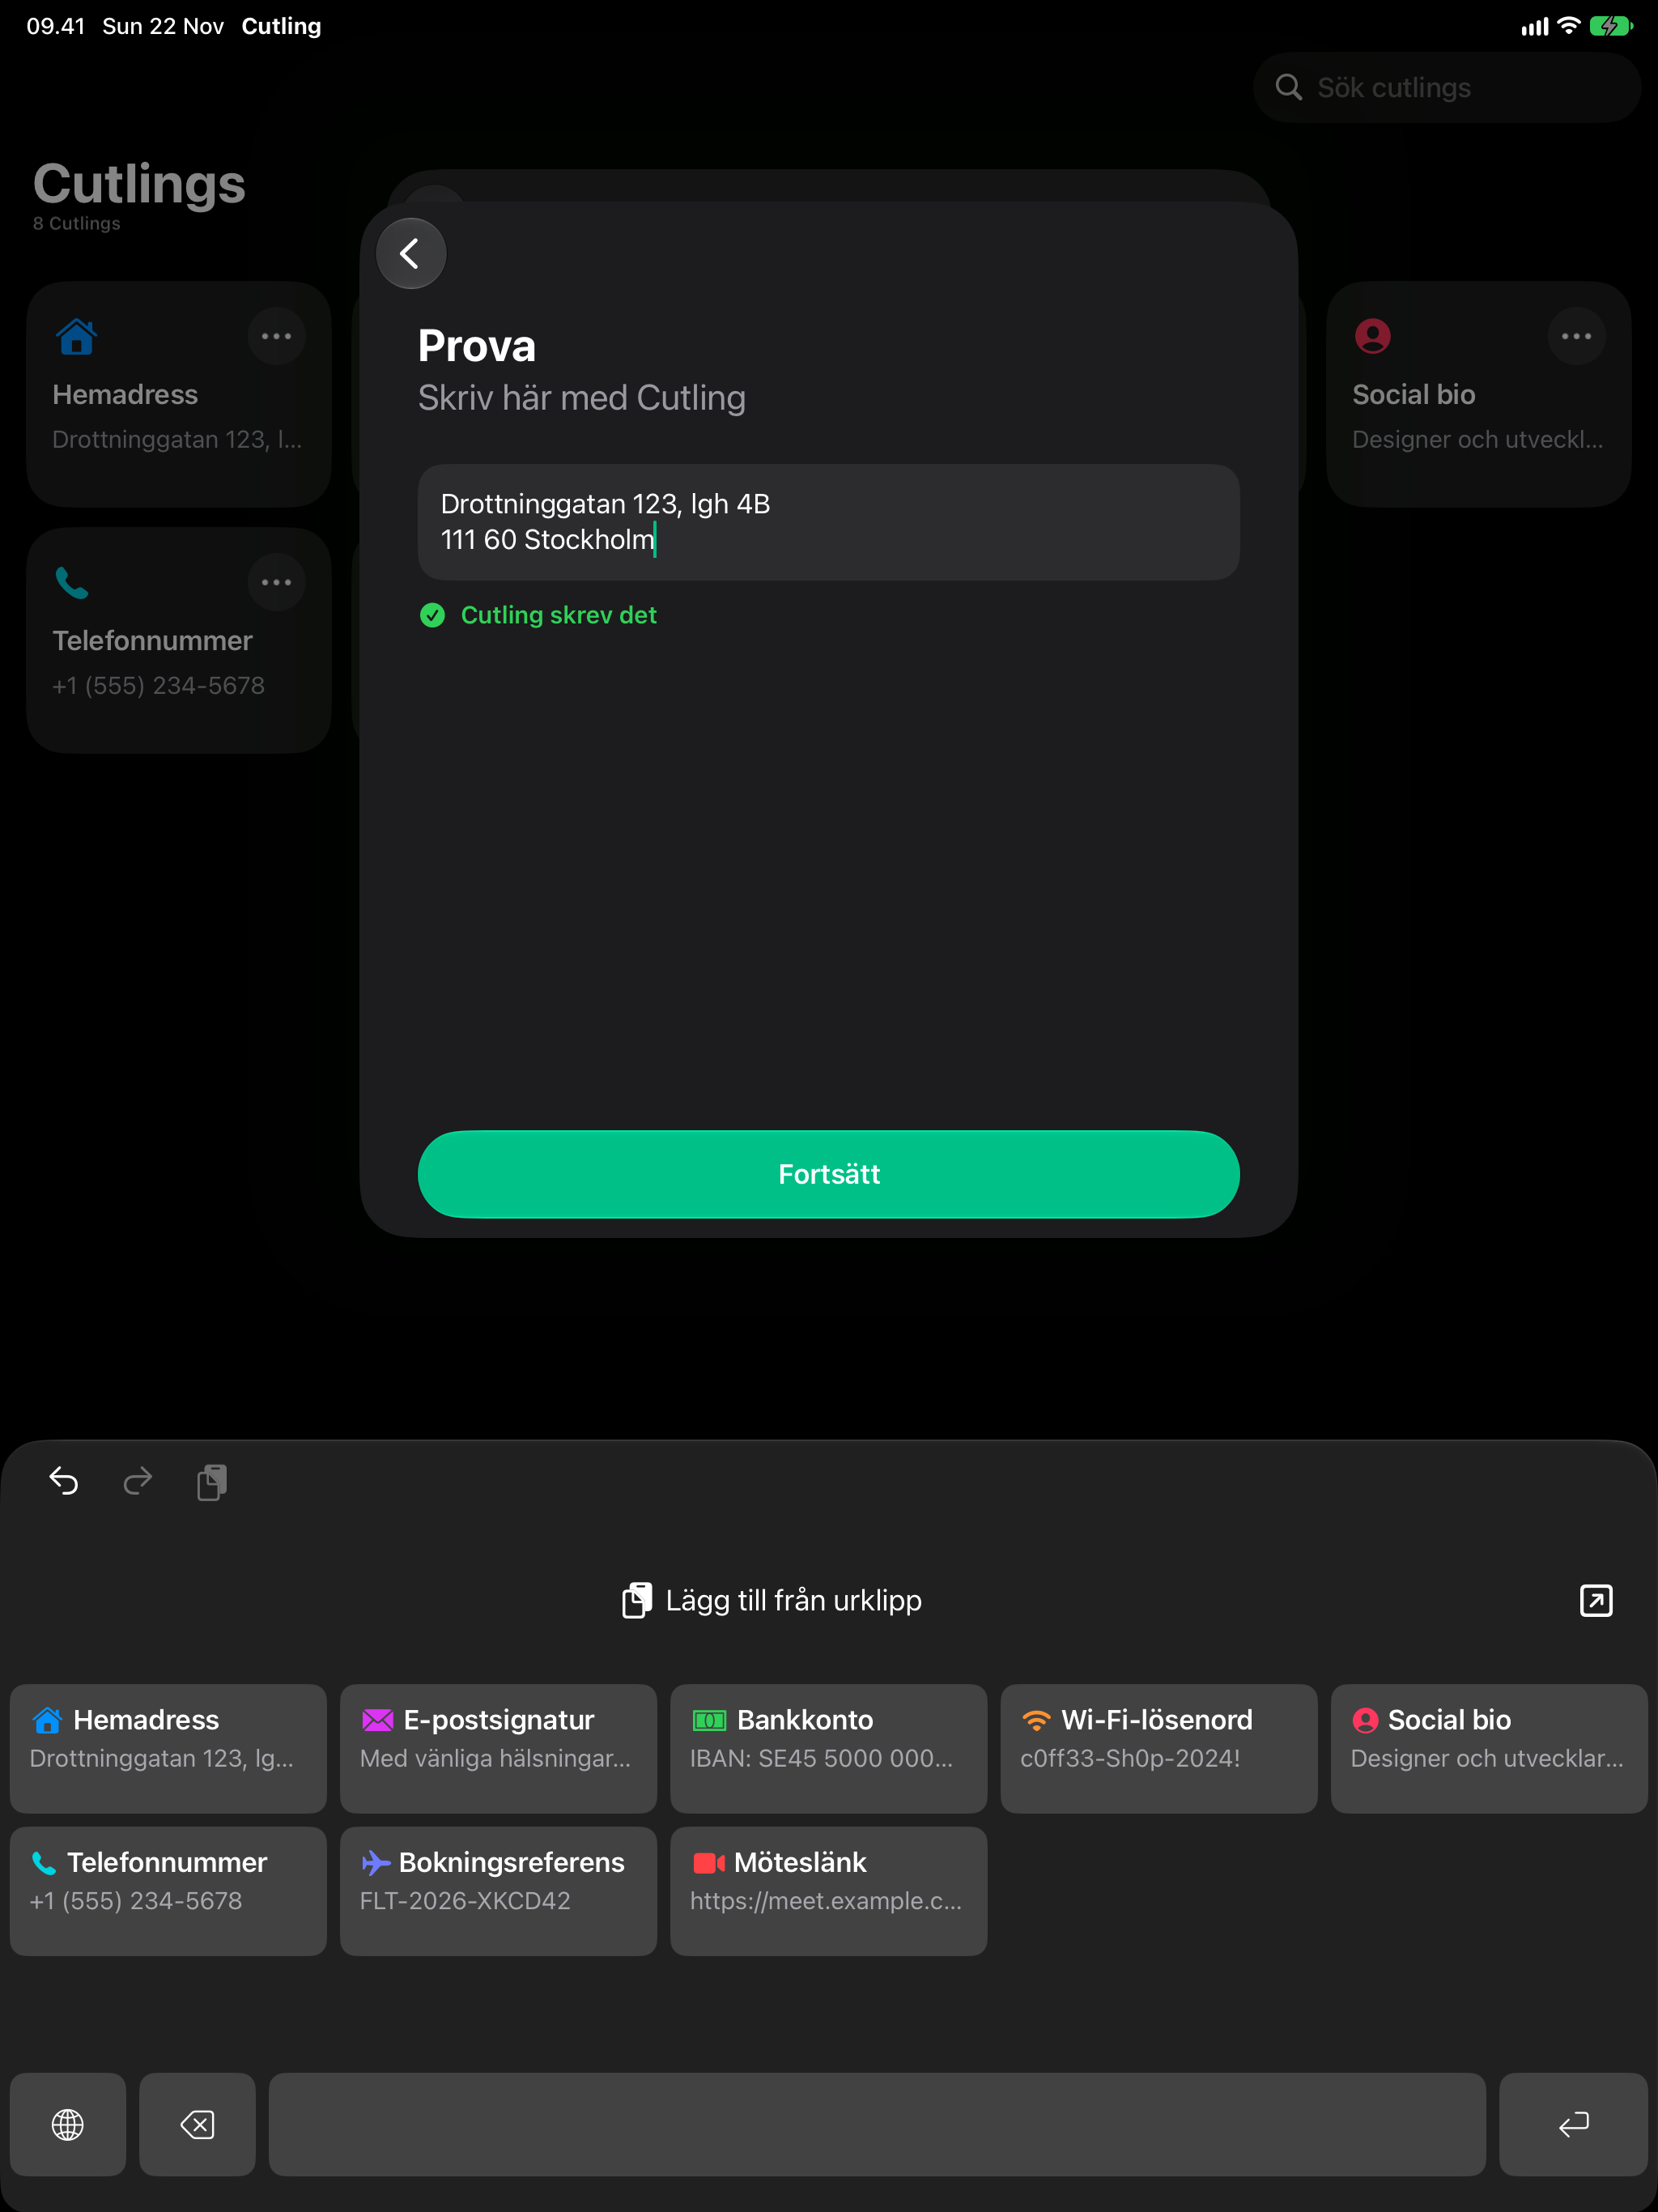 09.41 Sun 22 Nov Cutling
Sök cutlings
Cutlings
8 Cutlings
Hemadress
Drottninggatan 123, l...
Social bio
Designer och utveckl...
Telefonnummer
+1 (555) 234-5678
Prova
Skriv här med Cutling
Drottninggatan 123, lgh 4B
111 60 Stockholm
Cutling skrev det
Fortsätt
Lägg till från urklipp
Hemadress
Drottninggatan 123, lg...
E-postsignatur
Med vänliga hälsningar...
Bankkonto
IBAN: SE45 5000 000...
Wi-Fi-lösenord
c0ff33-Sh0p-2024!
Social bio
Designer och utvecklar...
Telefonnummer
+1 (555) 234-5678
Bokningsreferens
FLT-2026-XKCD42
Möteslänk
https://meet.example.c...